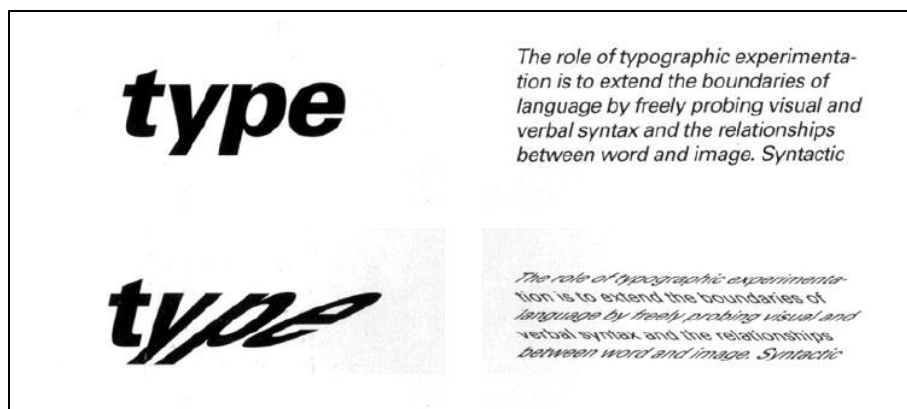 type
The role of typographic experimenta-
tion is to extend the boundaries of
language by freely probing visual and
verbal syntax and the relationships
between word and image. Syntactic
type
The role of typographic experimenta-
tion is to extend the boundaries of
language by freely probing visual and
verbal syntax and the relationships
between word and image. Syntactic